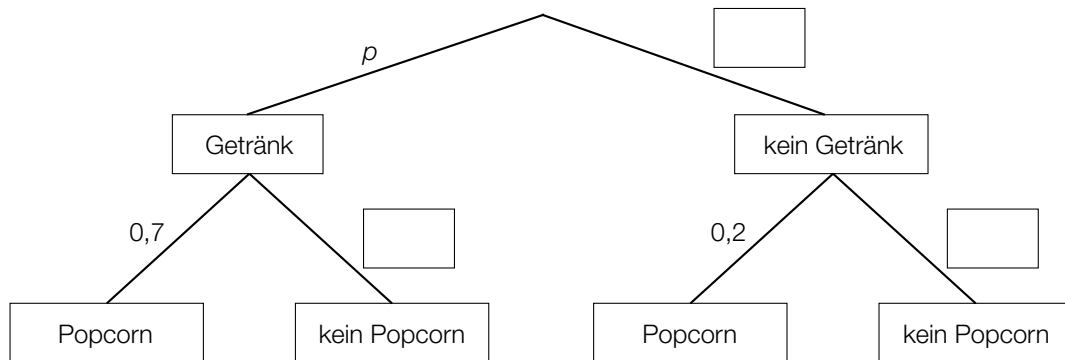 p
Getränk
kein Getränk
0,7
0,2
Popcorn
kein Popcorn
Popcorn
kein Popcorn